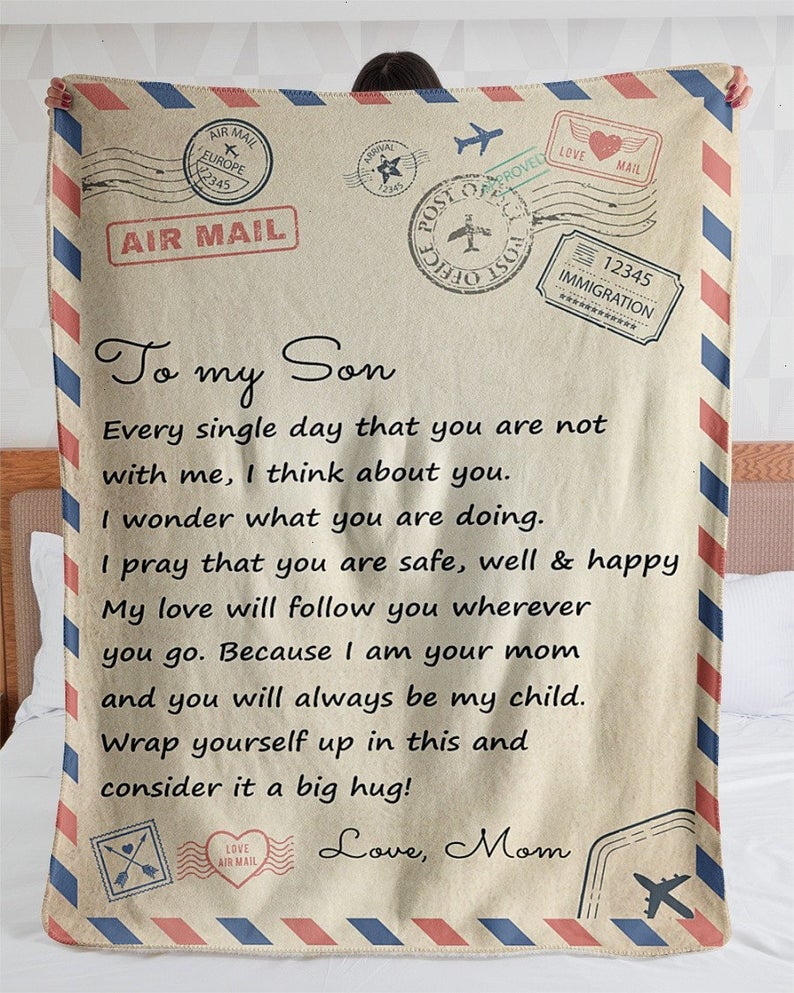 AIR MAIL
EUROPE
12345
ARRIVAL
12345
APPROVED
LOVE MAIL
POST OFFICE
POST OFFICE
AIR MAIL
12345
IMMIGRATION
To my Son
Every single day that you are not
with me, I think about you.
I wonder what you are doing.
I pray that you are safe, well & happy
My love will follow you wherever
you go. Because I am your mom
and you will always be my child.
Wrap yourself up in this and
consider it a big hug!
LOVE
AIR MAIL
Love, Mom